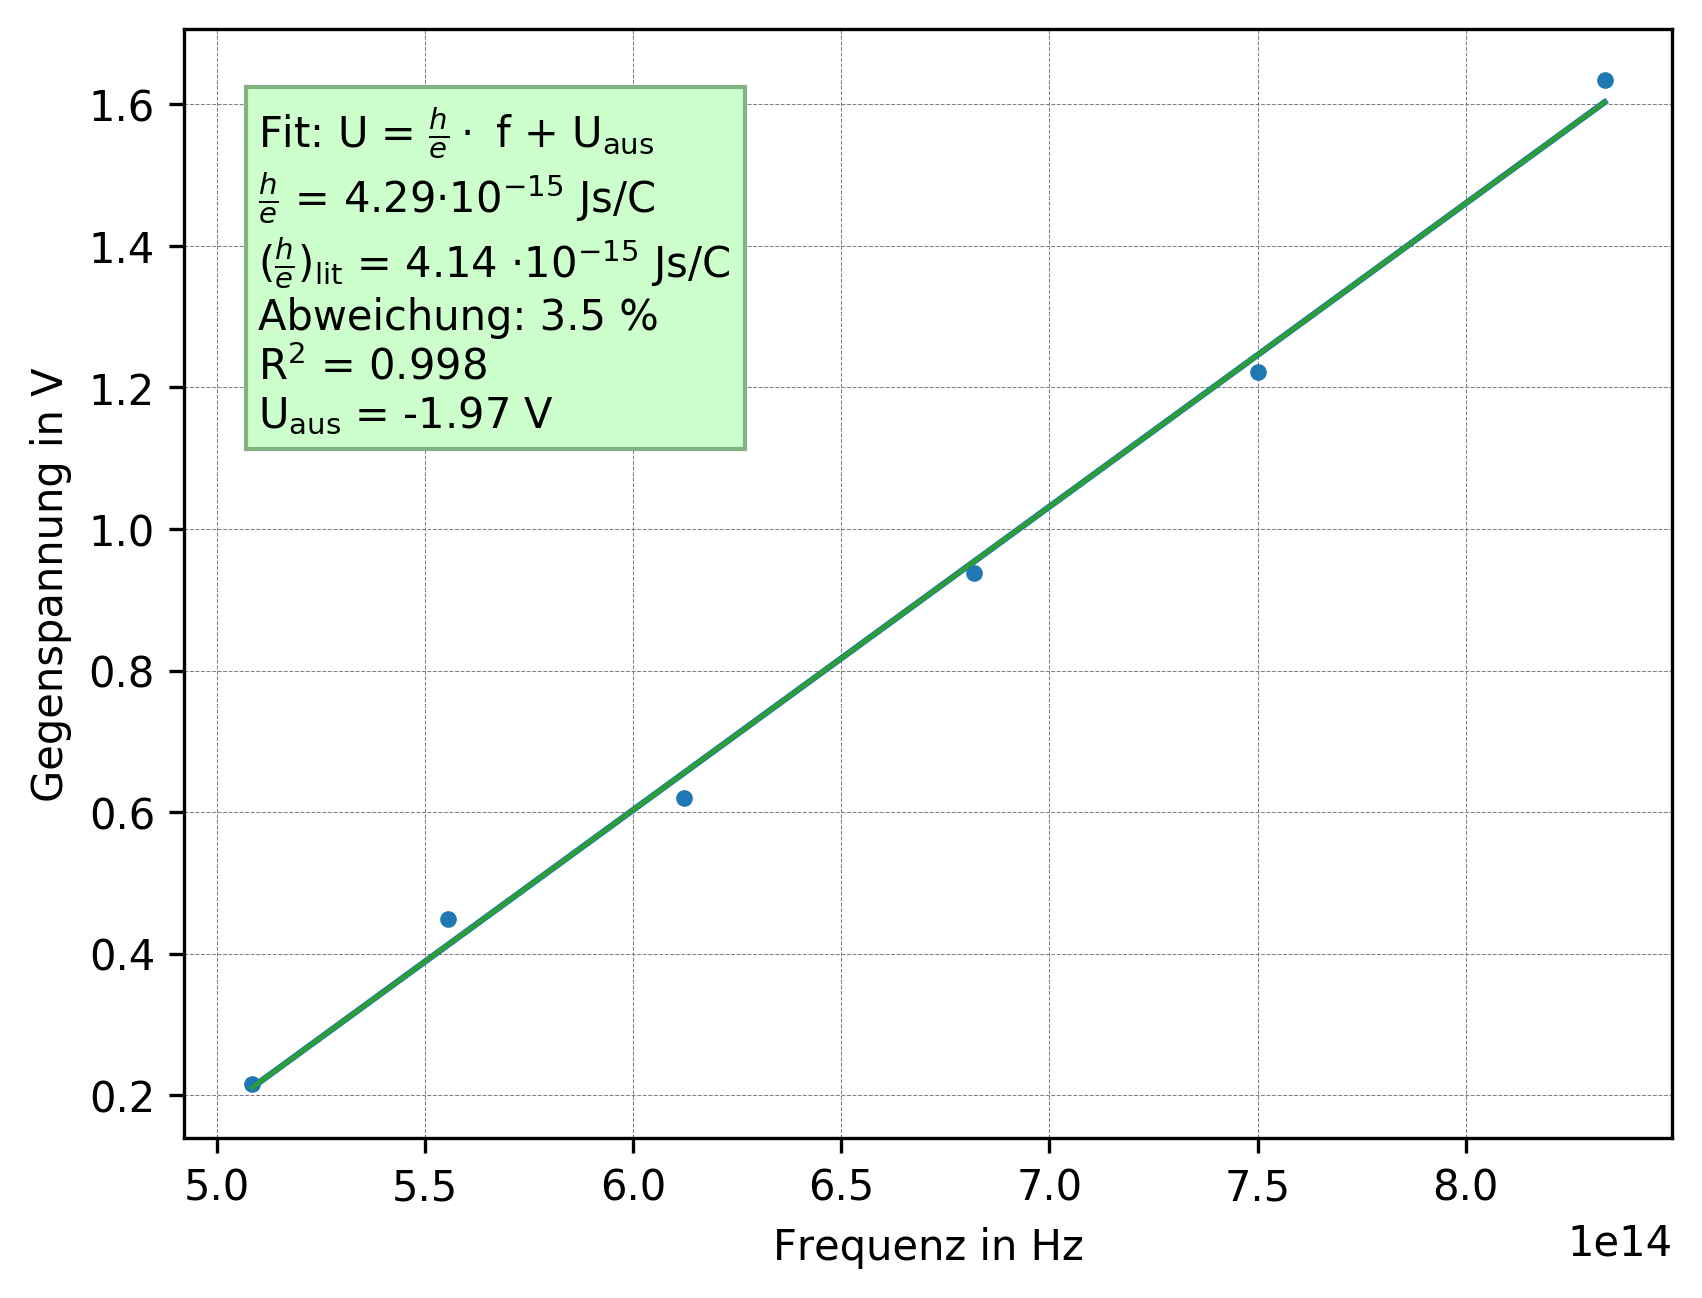 Fit: U = h/e · f + U_aus
h/e = 4.29·10⁻¹⁵ Js/C
(h/e)_lit = 4.14 ·10⁻¹⁵ Js/C
Abweichung: 3.5 %
R² = 0.998
U_aus = -1.97 V
Gegenspannung in V
1.6
1.4
1.2
1.0
0.8
0.6
0.4
0.2
5.0 5.5 6.0 6.5 7.0 7.5 8.0
Frequenz in Hz
1e14